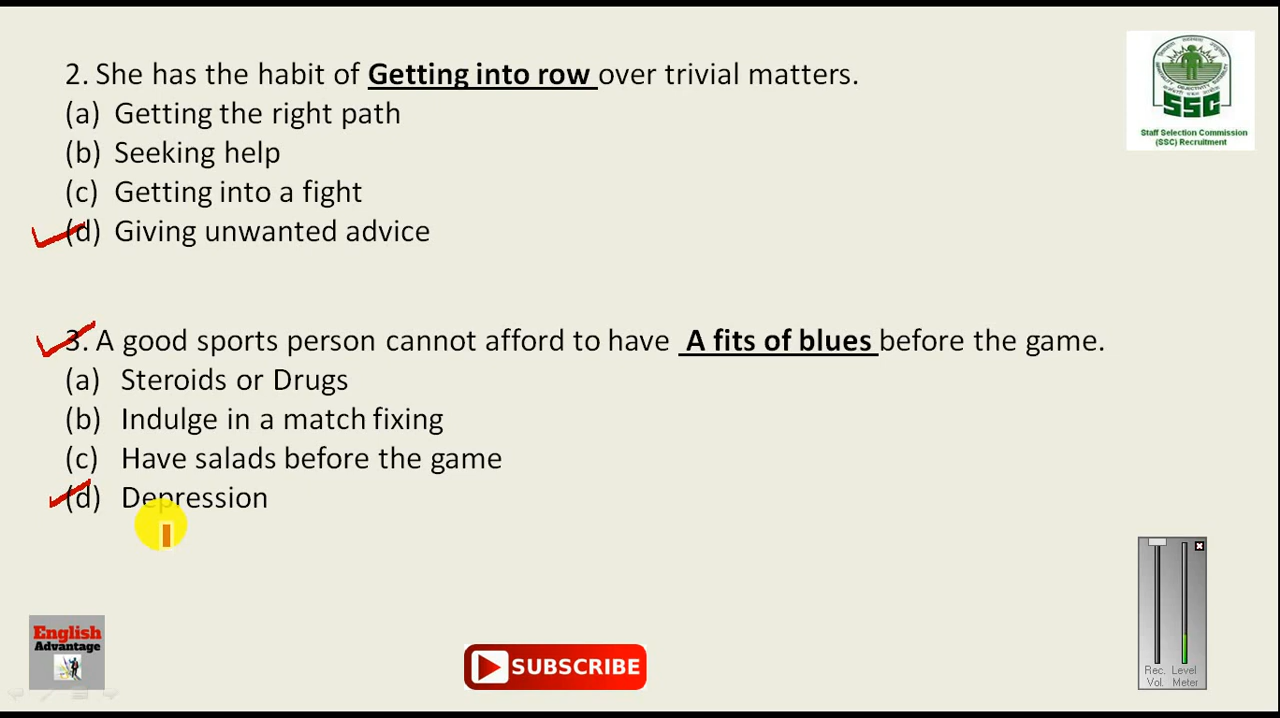 2. She has the habit of Getting into row over trivial matters.
(a) Getting the right path
(b) Seeking help
(c) Getting into a fight
(d) Giving unwanted advice
SSC
Staff Selection Commission
(SSC) Recruitment
3. A good sports person cannot afford to have A fits of blues before the game.
(a) Steroids or Drugs
(b) Indulge in a match fixing
(c) Have salads before the game
(d) Depression
English
Advantage
SUBSCRIBE
Rec. Level
Vol. Meter